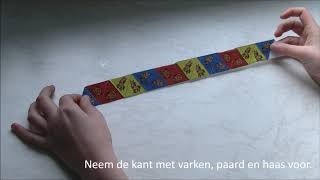 Neem de kant met varken, paard en haas voor.